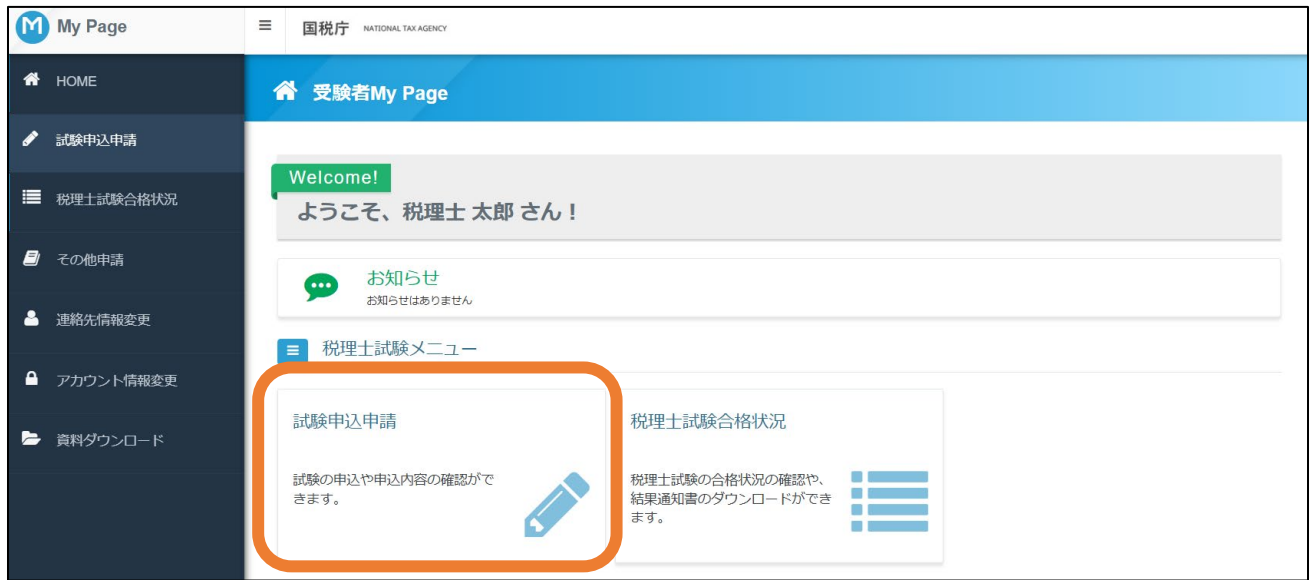 My Page
国税庁 NATIONAL TAX AGENCY
HOME
試験申込申請
税理士試験合格状況
その他申請
連絡先情報変更
アカウント情報変更
資料ダウンロード
受験者My Page
Welcome!
ようこそ、税理士 太郎 さん！
お知らせ
お知らせはありません
税理士試験メニュー
試験申込申請
試験の申込や申込内容の確認がで
きます。
税理士試験合格状況
税理士試験の合格状況の確認や、
結果通知書のダウンロードができ
ます。